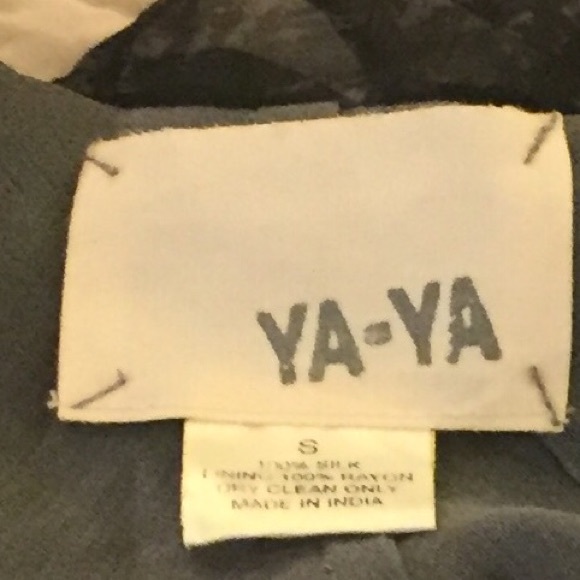 YA-YA
S
100% SILK
LINING 100% RAYON
DRY CLEAN ONLY
MADE IN INDIA